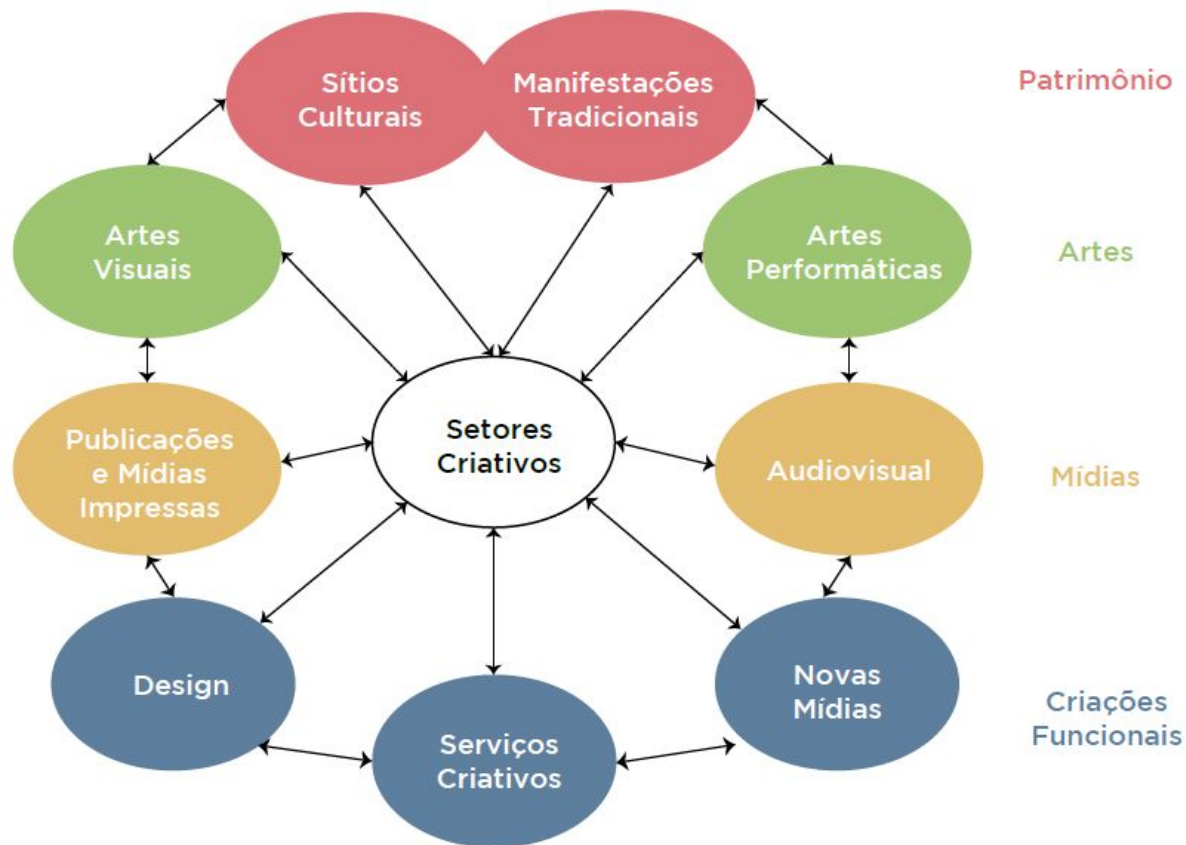 Sítios
Culturais
Manifestações
Tradicionais
Patrimônio
Artes
Visuais
Artes
Performáticas
Artes
Setores
Criativos
Publicações
e Mídias
Impressas
Audiovisual
Mídias
Design
Serviços
Criativos
Novas
Mídias
Criações
Funcionais